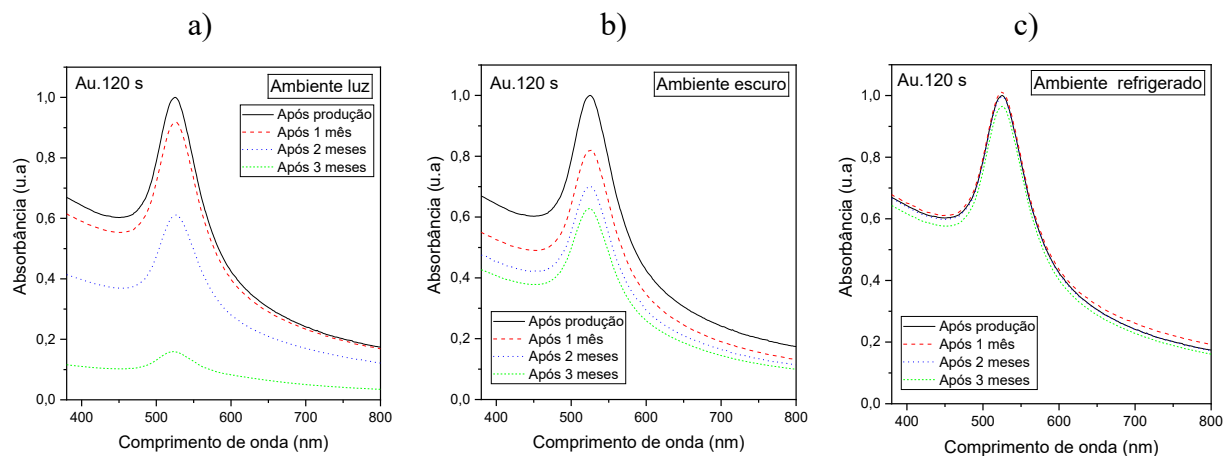 a)
Au.120 s
Ambiente luz
Após produção
Após 1 mês
Após 2 meses
Após 3 meses
1,0
0,8
0,6
0,4
0,2
0,0
Absorbância (u.a)
400 500 600 700 800
Comprimento de onda (nm)
b)
Au.120 s
Ambiente escuro
1,0
0,8
0,6
0,4
0,2
0,0
Absorbância (u.a)
Após produção
Após 1 mês
Após 2 meses
Após 3 meses
400 500 600 700 800
Comprimento de onda (nm)
c)
Au.120 s
Ambiente refrigerado
1,0
0,8
0,6
0,4
0,2
0,0
Absorbância (u.a)
Após produção
Após 1 mês
Após 2 meses
Após 3 meses
400 500 600 700 800
Comprimento de onda (nm)